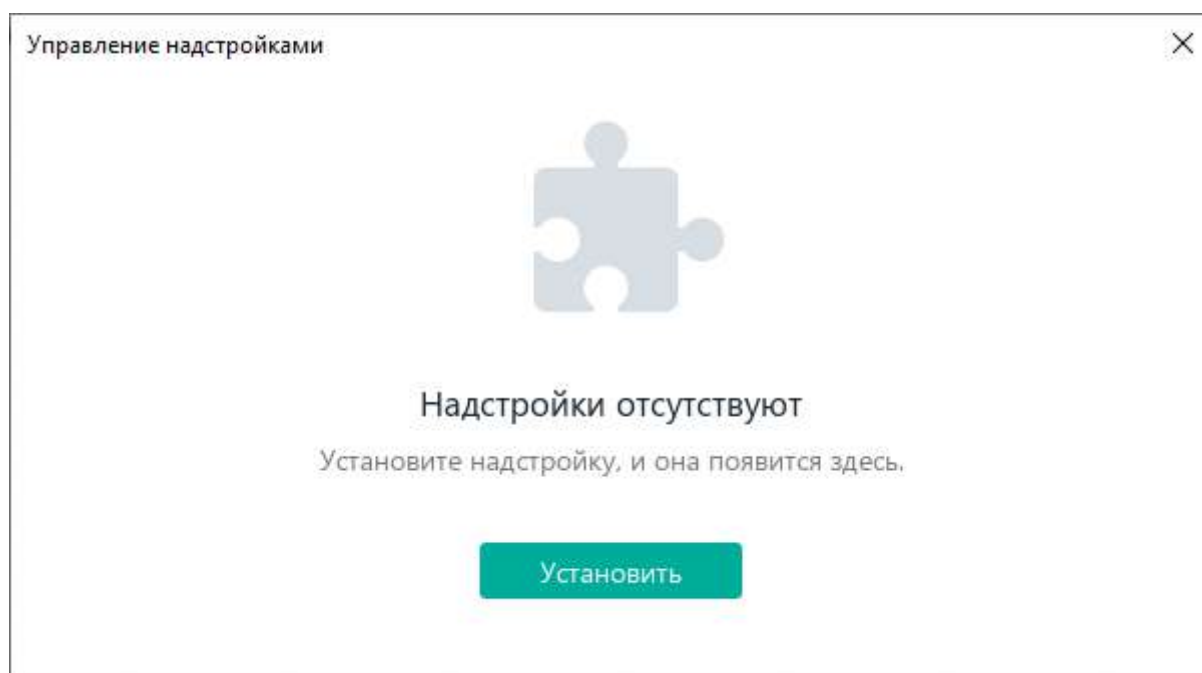 Управление надстройками
Надстройки отсутствуют
Установите надстройку, и она появится здесь.
Установить